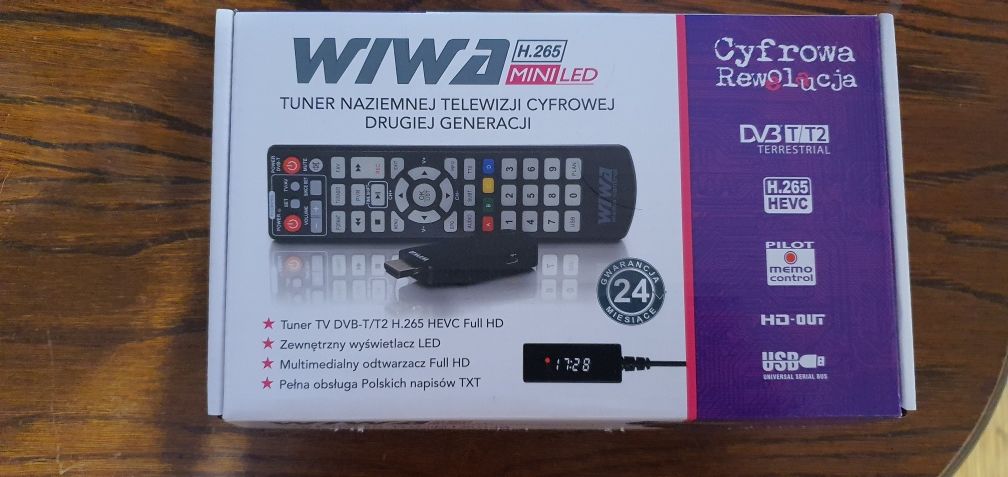 WIWA H.265
MINI LED
TUNER NAZIEMNEJ TELEWIZJI CYFROWEJ
DRUGIEJ GENERACJI
WIWA
WIWA
GWARANCJA
24
MIESIĄCE
★ Tuner TV DVB-T/T2 H.265 HEVC Full HD
★ Zewnętrzny wyświetlacz LED
★ Multimedialny odtwarzacz Full HD
★ Pełna obsługa Polskich napisów TXT
17:28
Cyfrowa
Rewolucja
DVB T/T2
TERRESTRIAL
H.265
HEVC
PILOT
memo
control
HD-OUT
USB
UNIVERSAL SERIAL BUS